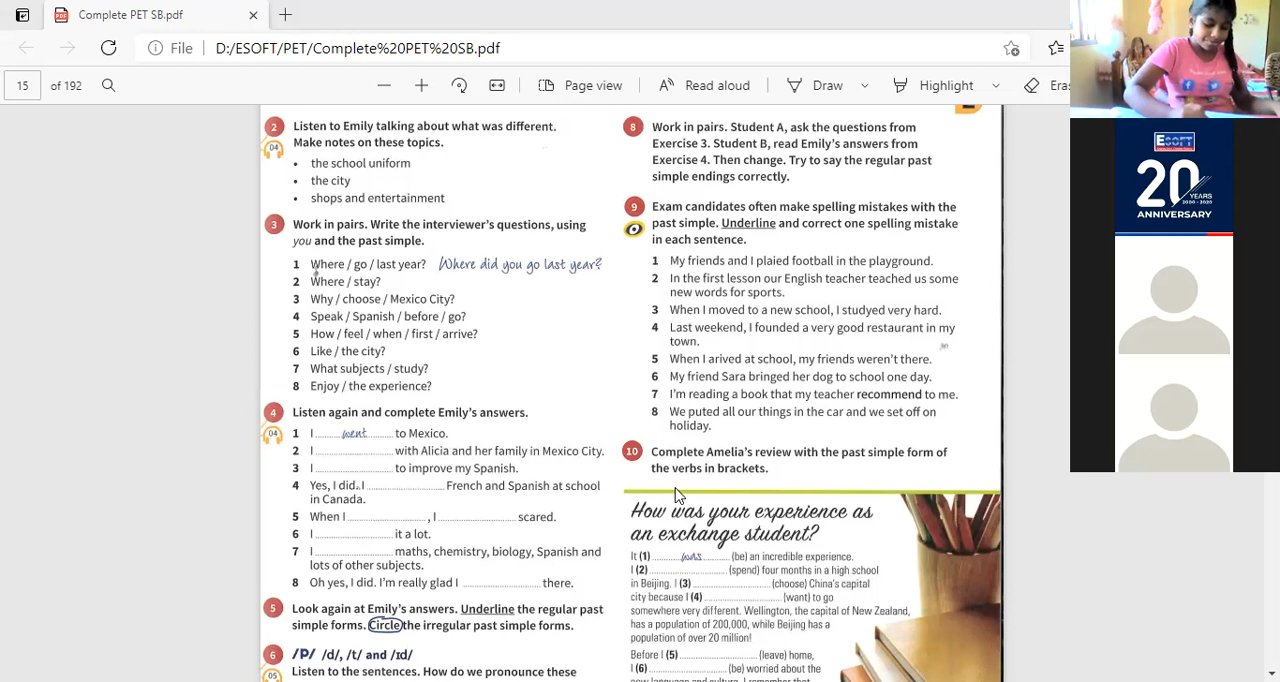 Complete PET SB.pdf
File D:/ESOFT/PET/Complete%20PET%20SB.pdf
15 of 192 Page view Read aloud Draw Highlight Eras
2 Listen to Emily talking about what was different.
04 Make notes on these topics.
• the school uniform
• the city
• shops and entertainment
3 Work in pairs. Write the interviewer's questions, using
you and the past simple.
1 Where / go / last year? Where did you go last year?
2 Where / stay?
3 Why / choose / Mexico City?
4 Speak / Spanish / before / go?
5 How / feel / when / first / arrive?
6 Like / the city?
7 What subjects / study?
8 Enjoy / the experience?
4 Listen again and complete Emily's answers.
04 1 I went to Mexico.
2 I with Alicia and her family in Mexico City.
3 I to improve my Spanish.
4 Yes, I did. I French and Spanish at school
in Canada.
5 When I , I scared.
6 I it a lot.
7 I maths, chemistry, biology, Spanish and
lots of other subjects.
8 Oh yes, I did. I'm really glad I there.
5 Look again at Emily's answers. Underline the regular past
simple forms. Circle the irregular past simple forms.
6 /P/ /d/, /t/ and /ɪd/
05 Listen to the sentences. How do we pronounce these
8 Work in pairs. Student A, ask the questions from
Exercise 3. Student B, read Emily's answers from
Exercise 4. Then change. Try to say the regular past
simple endings correctly.
9 Exam candidates often make spelling mistakes with the
past simple. Underline and correct one spelling mistake
in each sentence.
1 My friends and I plaied football in the playground.
2 In the first lesson our English teacher teached us some
new words for sports.
3 When I moved to a new school, I studyed very hard.
4 Last weekend, I founded a very good restaurant in my
town.
5 When I arived at school, my friends weren't there.
6 My friend Sara bringed her dog to school one day.
7 I'm reading a book that my teacher recommend to me.
8 We puted all our things in the car and we set off on
holiday.
10 Complete Amelia's review with the past simple form of
the verbs in brackets.
How was your experience as
an exchange student?
It (1) was (be) an incredible experience.
I (2) (spend) four months in a high school
in Beijing. I (3) (choose) China's capital
city because I (4) (want) to go
somewhere very different. Wellington, the capital of New Zealand,
has a population of 200,000, while Beijing has a
population of over 20 million!
Before I (5) (leave) home,
I (6) (be) worried about the
new language and culture. I remember that
ESOFT
20 YEARS
2000 - 2020
ANNIVERSARY